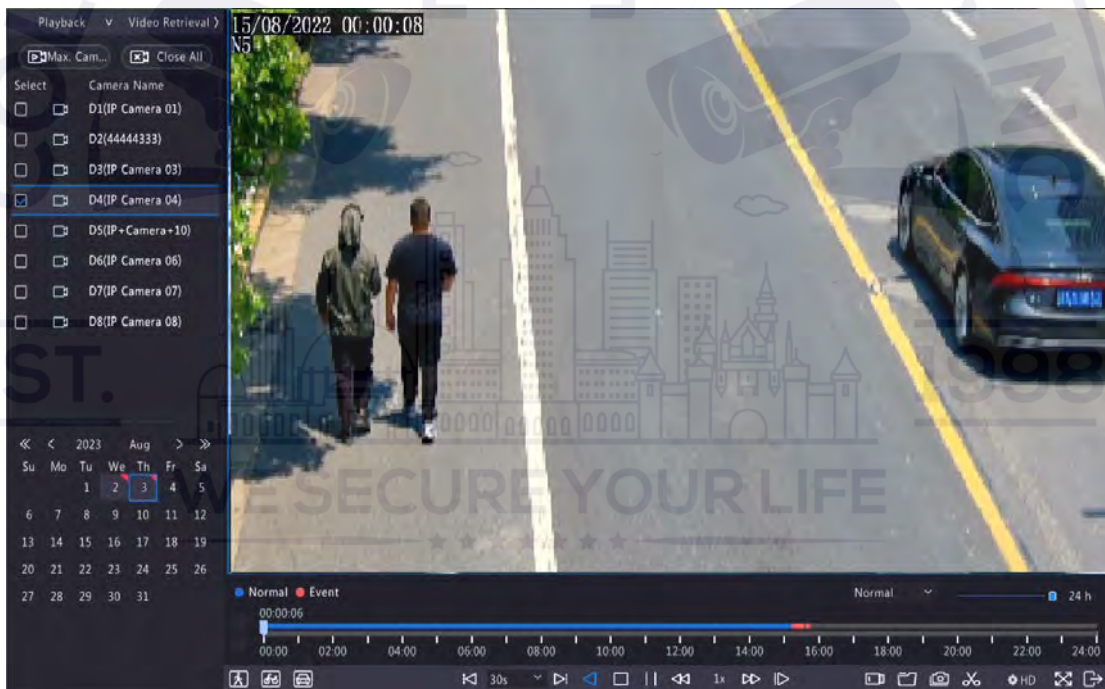 Playback Video Retrieval
Max. Cam... Close All
Select Camera Name
D1(IP Camera 01)
D2(44444333)
D3(IP Camera 03)
D4(IP Camera 04)
D5(IP+Camera+10)
D6(IP Camera 06)
D7(IP Camera 07)
D8(IP Camera 08)
2023 Aug
Su Mo Tu We Th Fr Sa
1 2 3 4 5
6 7 8 9 10 11 12
13 14 15 16 17 18 19
20 21 22 23 24 25 26
27 28 29 30 31
15/08/2022 00:00:08
N5
EST. 1998
WE SECURE YOUR LIFE
Normal Event Normal 24 h
00:00:06
00:00 02:00 04:00 06:00 08:00 10:00 12:00 14:00 16:00 18:00 20:00 22:00 24:00
30s 1x HD